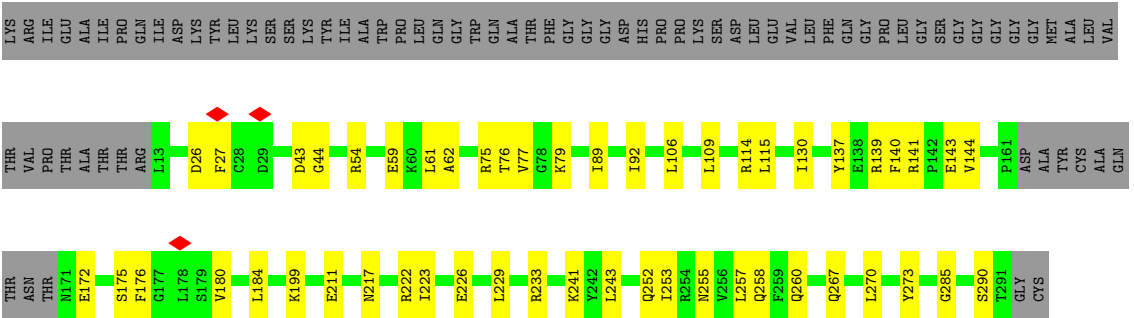 LYS ARG ILE GLU ALA ILE PRO GLN ILE ASP LYS TYR LEU LYS SER SER LYS TYR ILE ALA TRP PRO LEU GLN GLY TRP GLN ALA THR PHE GLY GLY GLY ASP HIS PRO PRO LYS SER ASP LEU GLU VAL LEU PHE GLN GLY PRO LEU GLY SER GLY GLY GLY GLY GLY MET ALA LEU VAL
THR VAL PRO THR ALA THR THR ARG L13 D26 F27 C28 D29 D43 G44 R54 E59 K60 L61 A62 R75 T76 V77 G78 K79 I89 I92 L106 L109 R114 L115 I130 Y137 E138 R139 F140 R141 P142 E143 V144 P161 ASP ALA TYR CYS ALA GLN
THR ASN THR N171 E172 S175 F176 G177 L178 S179 V180 L184 K199 E211 N217 R222 I223 E226 L229 R233 K241 Y242 L243 Q252 I253 R254 N255 V256 L257 Q258 F259 Q260 Q267 L270 Y273 G285 S290 T291 GLY CYS